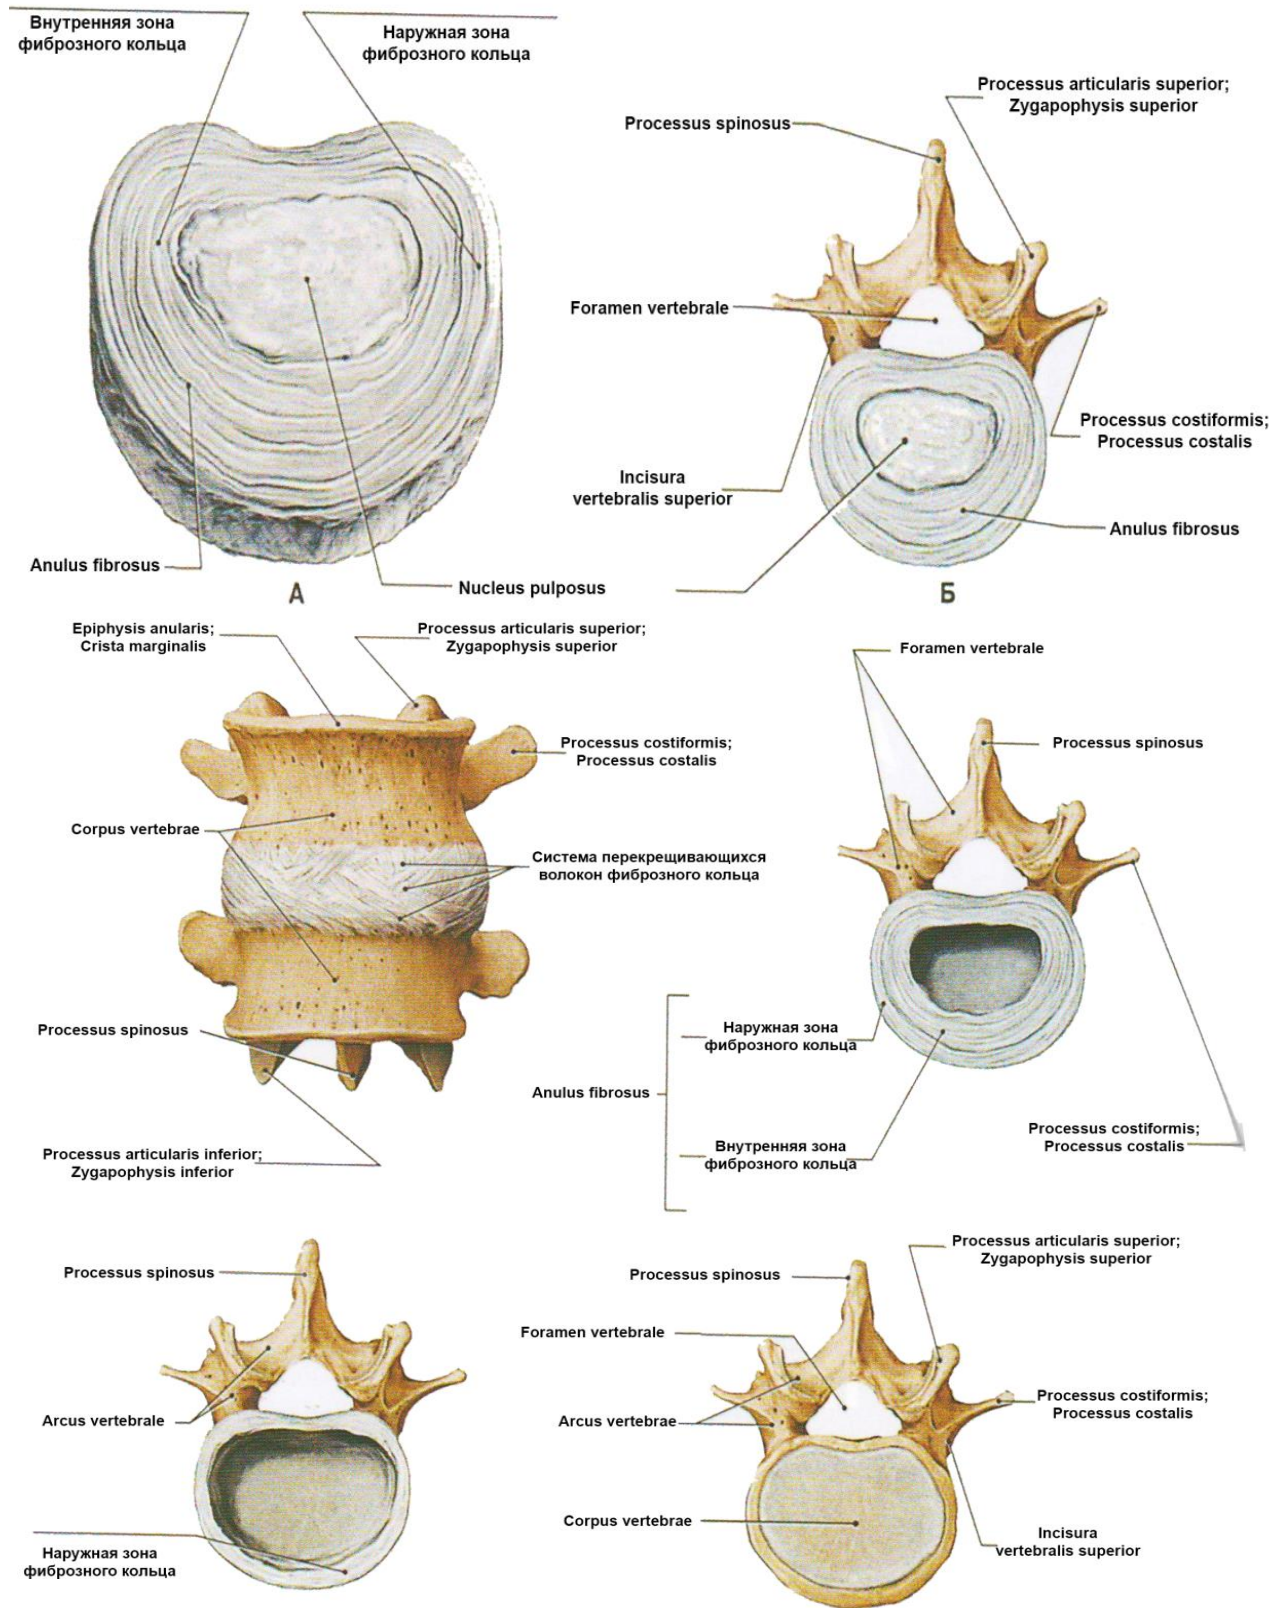 Внутренняя зона
фиброзного кольца
Наружная зона
фиброзного кольца
Processus articularis superior;
Zygapophysis superior
Processus spinosus
Foramen vertebrale
Processus costiformis;
Processus costalis
Incisura
vertebralis superior
Anulus fibrosus
Anulus fibrosus
Nucleus pulposus
А
Б
Epiphysis anularis;
Crista marginalis
Processus articularis superior;
Zygapophysis superior
Processus costiformis;
Processus costalis
Corpus vertebrae
Система перекрещивающихся
волокон фиброзного кольца
Processus spinosus
Processus articularis inferior;
Zygapophysis inferior
Foramen vertebrale
Processus spinosus
Наружная зона
фиброзного кольца
Anulus fibrosus
Внутренняя зона
фиброзного кольца
Processus costiformis;
Processus costalis
Processus spinosus
Arcus vertebrale
Наружная зона
фиброзного кольца
Processus articularis superior;
Zygapophysis superior
Processus spinosus
Foramen vertebrale
Processus costiformis;
Processus costalis
Arcus vertebrae
Corpus vertebrae
Incisura
vertebralis superior